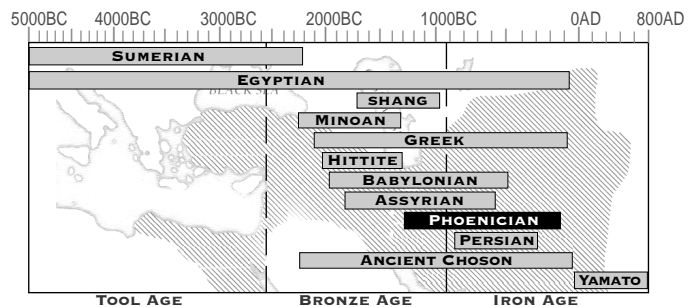 5000BC 4000BC 3000BC 2000BC 1000BC 0AD 800AD
SUMERIAN
EGYPTIAN
BLACK SEA
SHANG
MINOAN
GREEK
HITTITE
BABYLONIAN
ASSYRIAN
PHOENICIAN
PERSIAN
ANCIENT CHOSON
YAMATO
TOOL AGE BRONZE AGE IRON AGE